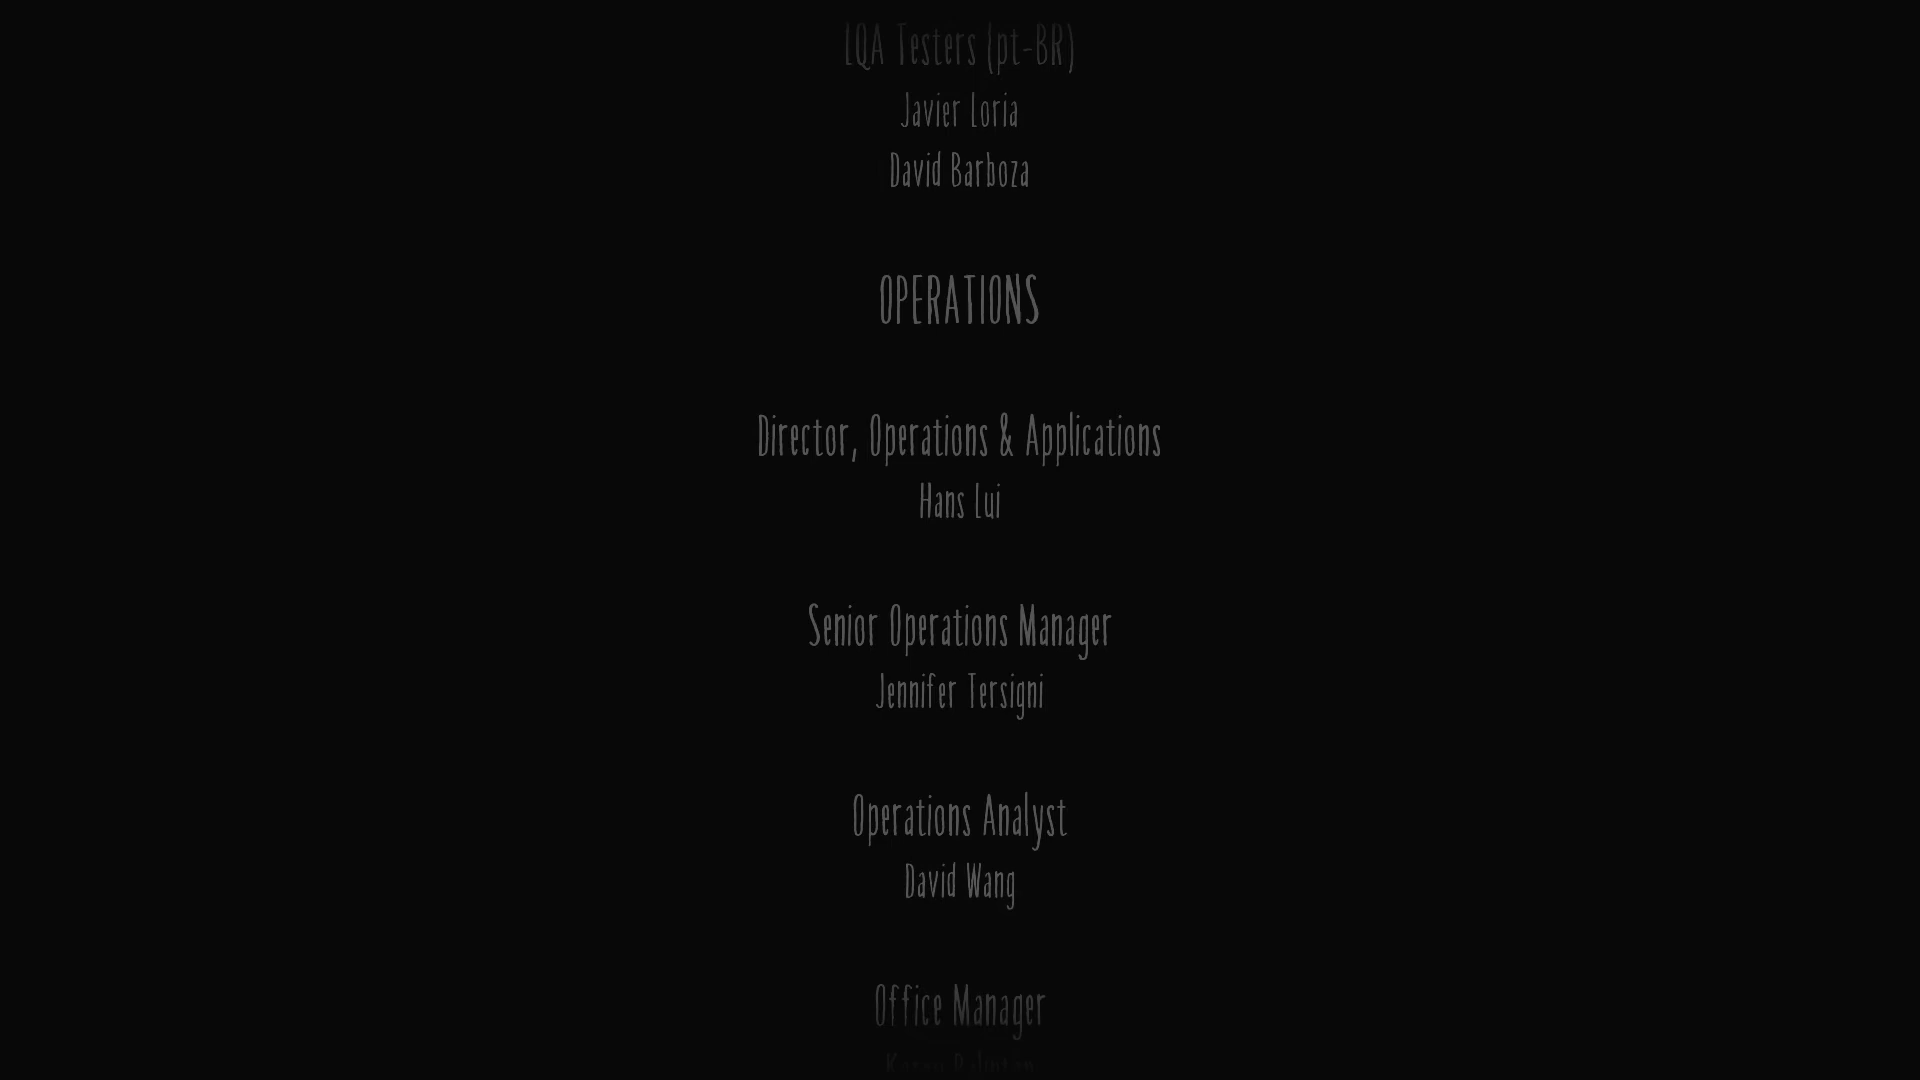 LQA Testers (pt-BR)
Javier Loria
David Barboza
OPERATIONS
Director, Operations & Applications
Hans Lui
Senior Operations Manager
Jennifer Tersigni
Operations Analyst
David Wang
Office Manager